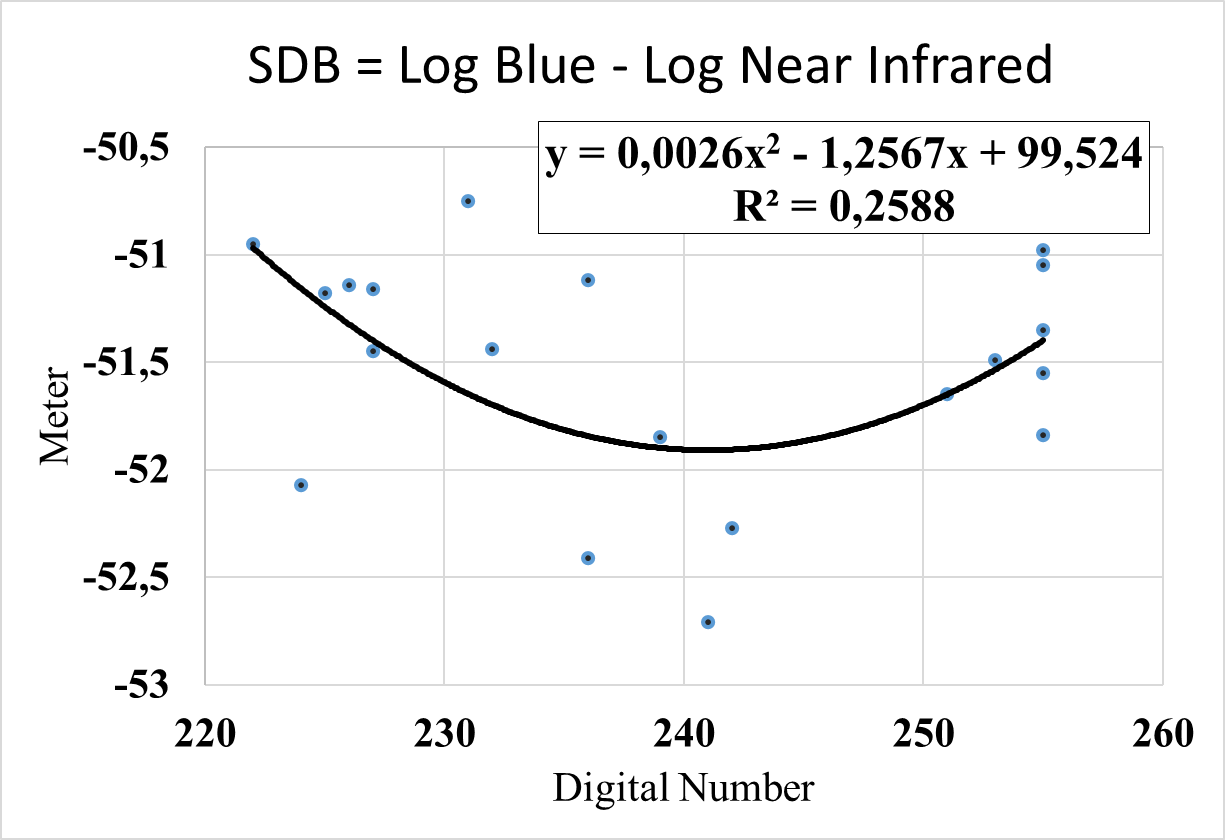 SDB = Log Blue - Log Near Infrared
y = 0,0026x² - 1,2567x + 99,524
R² = 0,2588
-50,5
-51
-51,5
-52
-52,5
-53
Meter
220 230 240 250 260
Digital Number